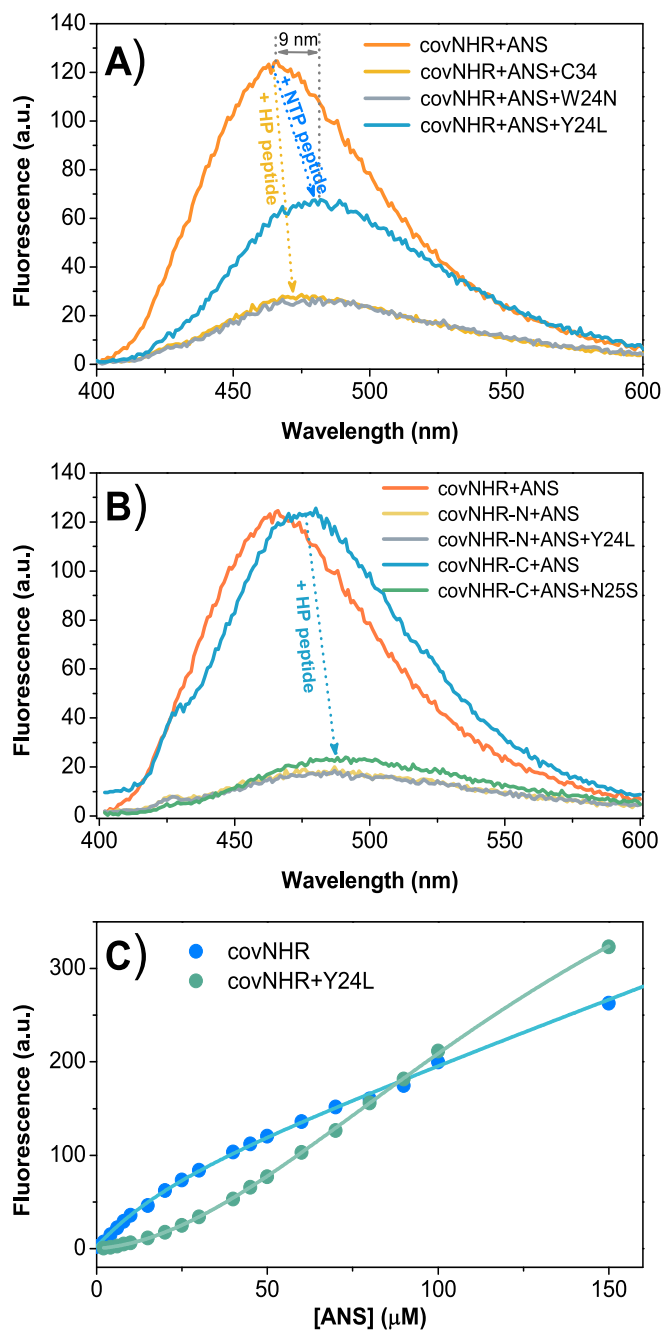 A)
9 nm
covNHR+ANS
covNHR+ANS+C34
covNHR+ANS+W24N
covNHR+ANS+Y24L
+ HP peptide
+ NTP peptide
Fluorescence (a.u.)
140
120
100
80
60
40
20
0
400 450 500 550 600
Wavelength (nm)
B)
covNHR+ANS
covNHR-N+ANS
covNHR-N+ANS+Y24L
covNHR-C+ANS
covNHR-C+ANS+N25S
+ HP peptide
Fluorescence (a.u.)
140
120
100
80
60
40
20
0
400 450 500 550 600
Wavelength (nm)
C)
covNHR
covNHR+Y24L
Fluorescence (a.u.)
300
200
100
0
0 50 100 150
[ANS] (μM)